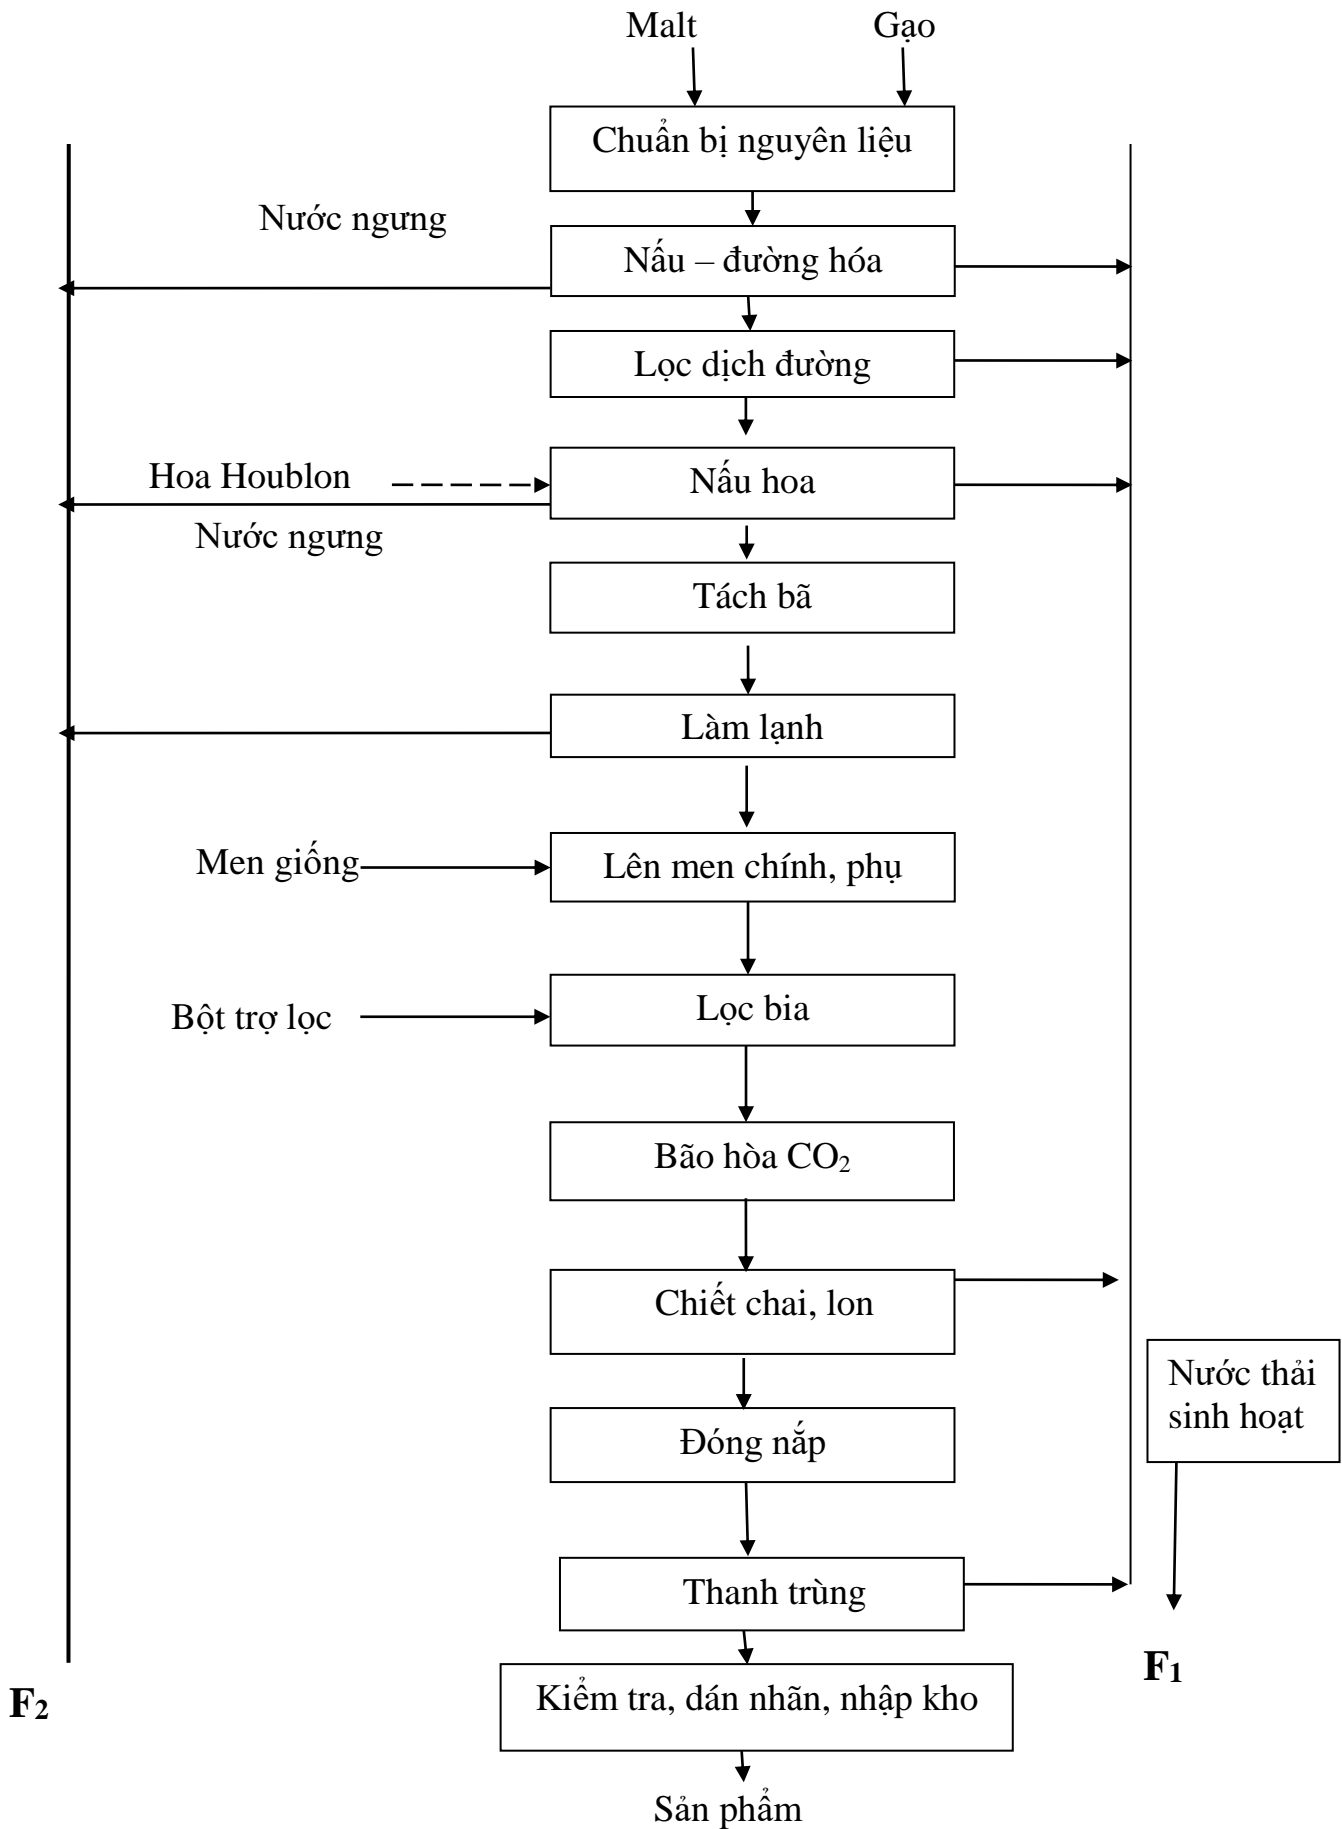 Malt
Gạo
Chuẩn bị nguyên liệu
Nước ngưng
Nấu – đường hóa
Lọc dịch đường
Hoa Houblon
Nấu hoa
Nước ngưng
Tách bã
Làm lạnh
Men giống
Lên men chính, phụ
Bột trợ lọc
Lọc bia
Bão hòa CO₂
Chiết chai, lon
Nước thải
sinh hoạt
Đóng nắp
Thanh trùng
F₁
F₂
Kiểm tra, dán nhãn, nhập kho
Sản phẩm